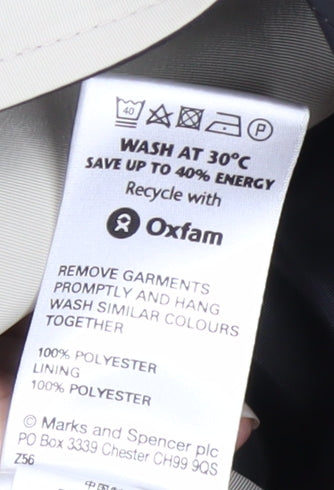 40 P
WASH AT 30°C
SAVE UP TO 40% ENERGY
Recycle with
Oxfam
REMOVE GARMENTS
PROMPTLY AND HANG
WASH SIMILAR COLOURS
TOGETHER
100% POLYESTER
LINING
100% POLYESTER
© Marks and Spencer plc
PO Box 3339 Chester CH99 9QS
Z56